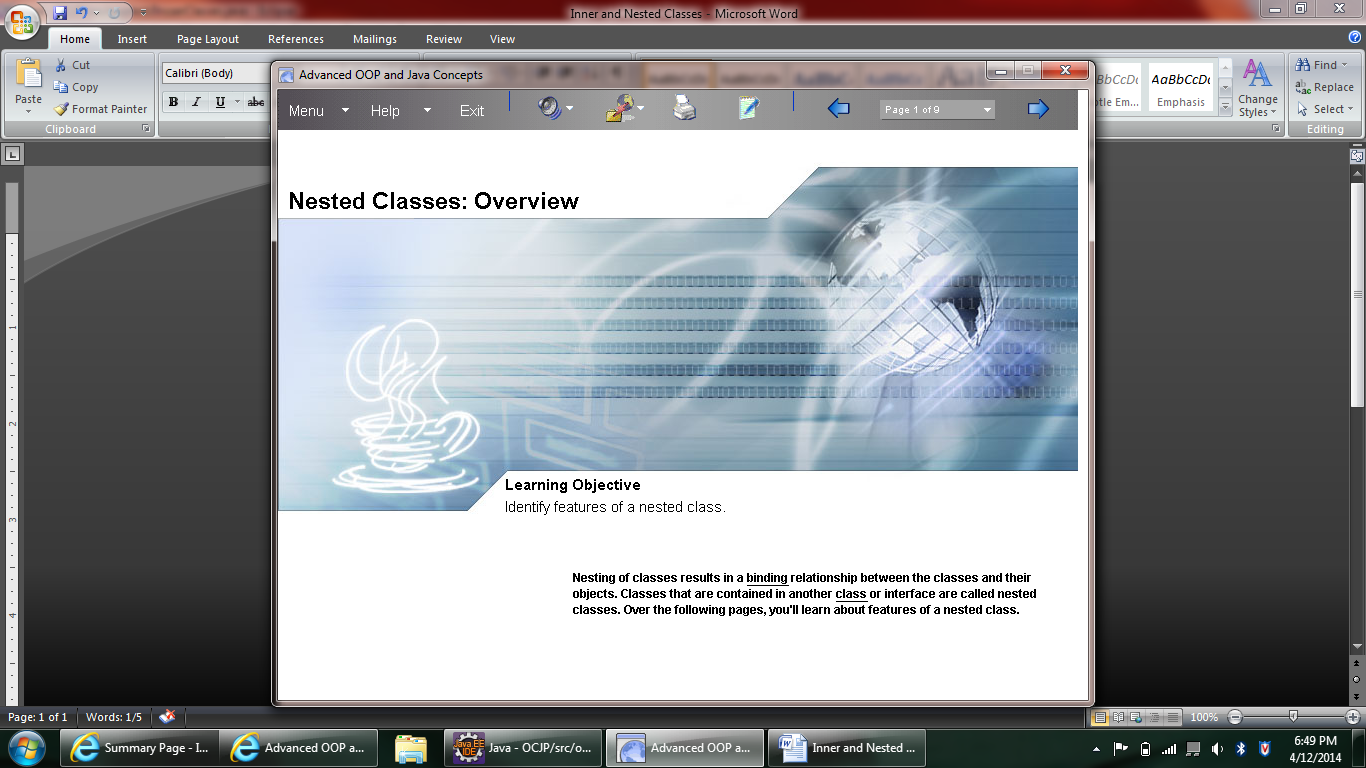 Inner and Nested Classes - Microsoft Word
Home Insert Page Layout References Mailings Review View
Paste
Cut
Copy
Format Painter
Clipboard
Calibri (Body)
B I U abc
AaBbCcDc
Emphasis
Change
Styles
Find
Replace
Select
Editing
Advanced OOP and Java Concepts
Menu Help Exit Page 1 of 9
Nested Classes: Overview
Learning Objective
Identify features of a nested class.
Nesting of classes results in a binding relationship between the classes and their
objects. Classes that are contained in another class or interface are called nested
classes. Over the following pages, you'll learn about features of a nested class.
1
2
3
4
Page: 1 of 1 Words: 1/5 100%
Summary Page - I... Advanced OOP a... Java - OCJP/src/o... Advanced OOP a... Inner and Nested ...
6:49 PM
4/12/2014